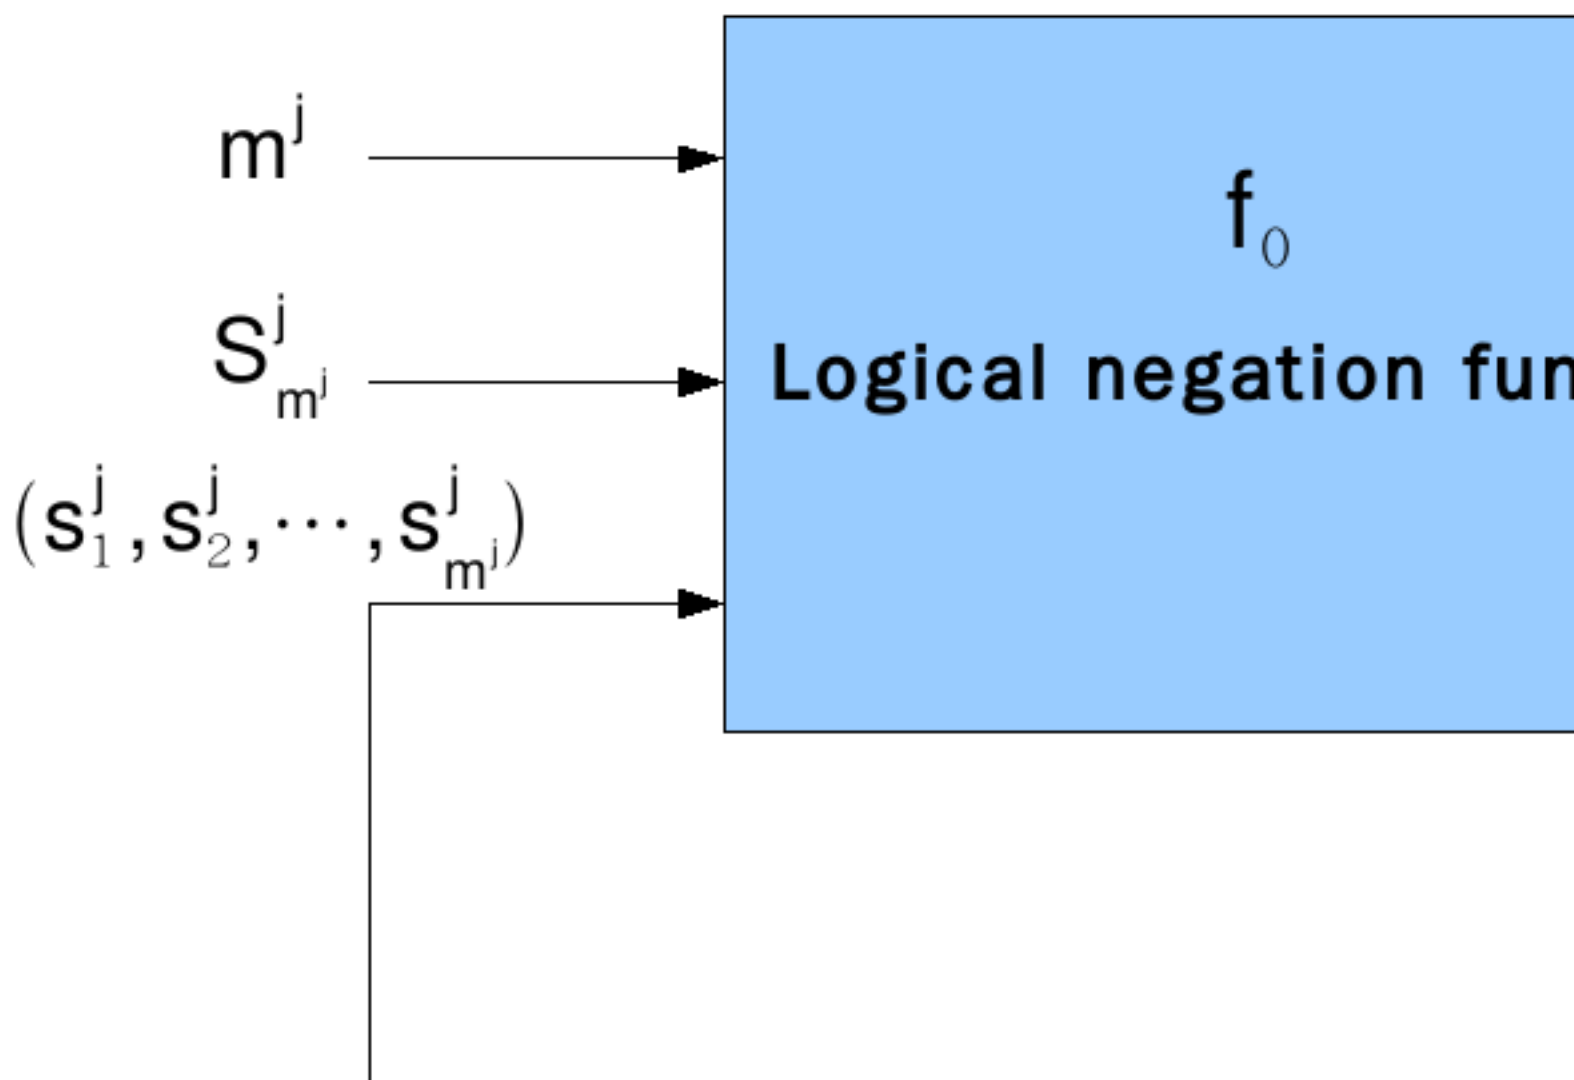 m^j
f_0
S^j_{m^j}
Logical negation fun
(s^j_1, s^j_2, ⋯, s^j_{m^j})